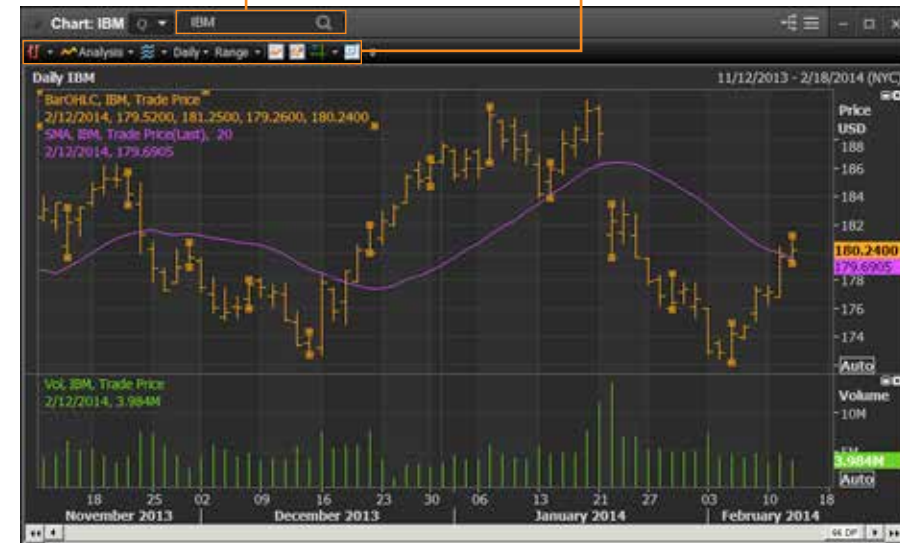 Chart: IBM Q IBM
Analysis Daily Range
Daily IBM 11/12/2013 - 2/18/2014 (NYC)
BarOHLC, IBM, Trade Price
2/12/2014, 179.5200, 181.2500, 179.2600, 180.2400
SMA, IBM, Trade Price(Last), 20
2/12/2014, 179.6905
Price
USD
188
186
184
182
180.2400
179.6905
178
176
174
Auto
Vol, IBM, Trade Price
2/12/2014, 3.984M
Volume
10M
5M
3.984M
Auto
18 25 02 09 16 23 30 06 13 21 27 03 10 18
November 2013 December 2013 January 2014 February 2014